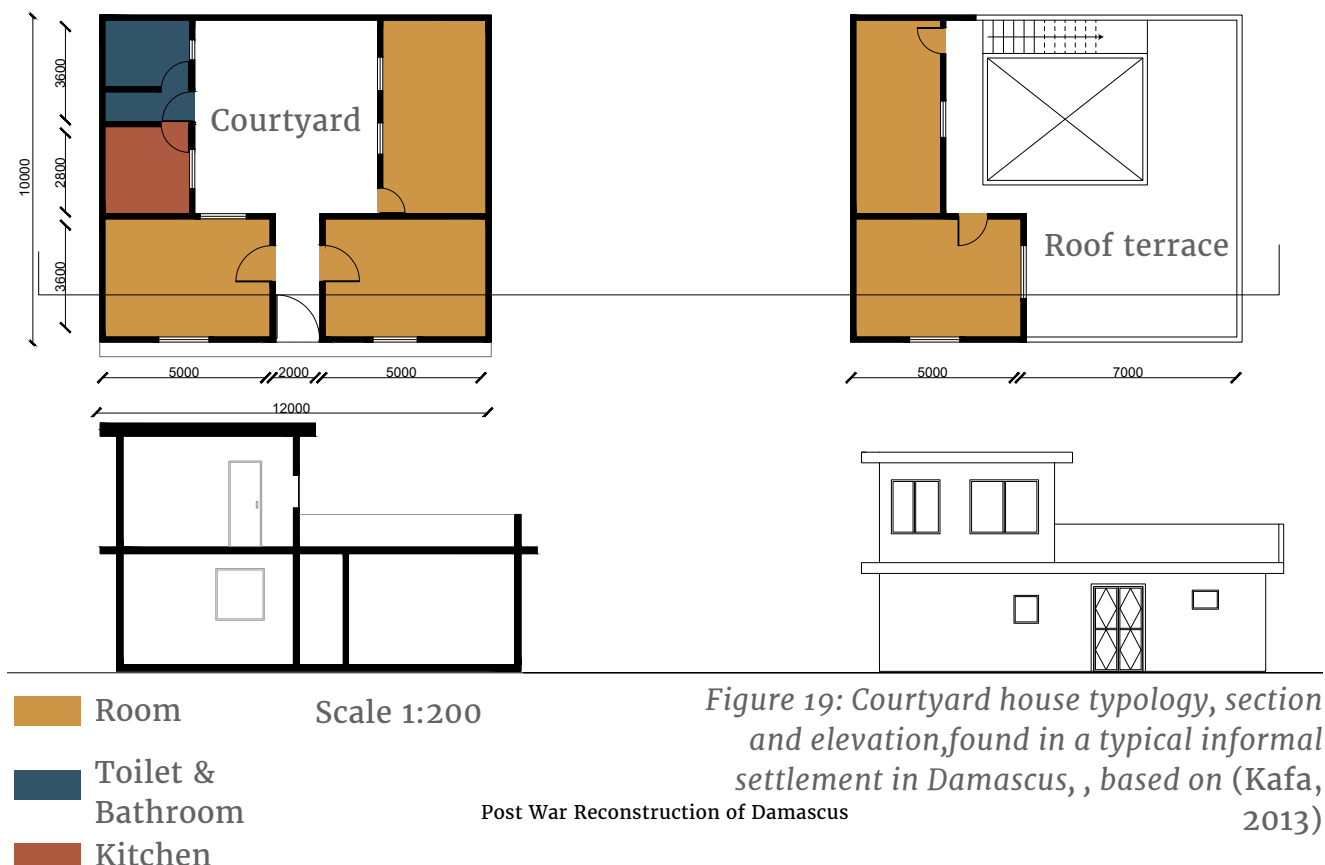 Courtyard
10000
3600
2800
3600
5000
2000
5000
12000
Roof terrace
5000
7000
Room
Toilet &
Bathroom
Kitchen
Scale 1:200
Figure 19: Courtyard house typology, section
and elevation,found in a typical informal
settlement in Damascus, , based on (Kafa,
2013)
Post War Reconstruction of Damascus